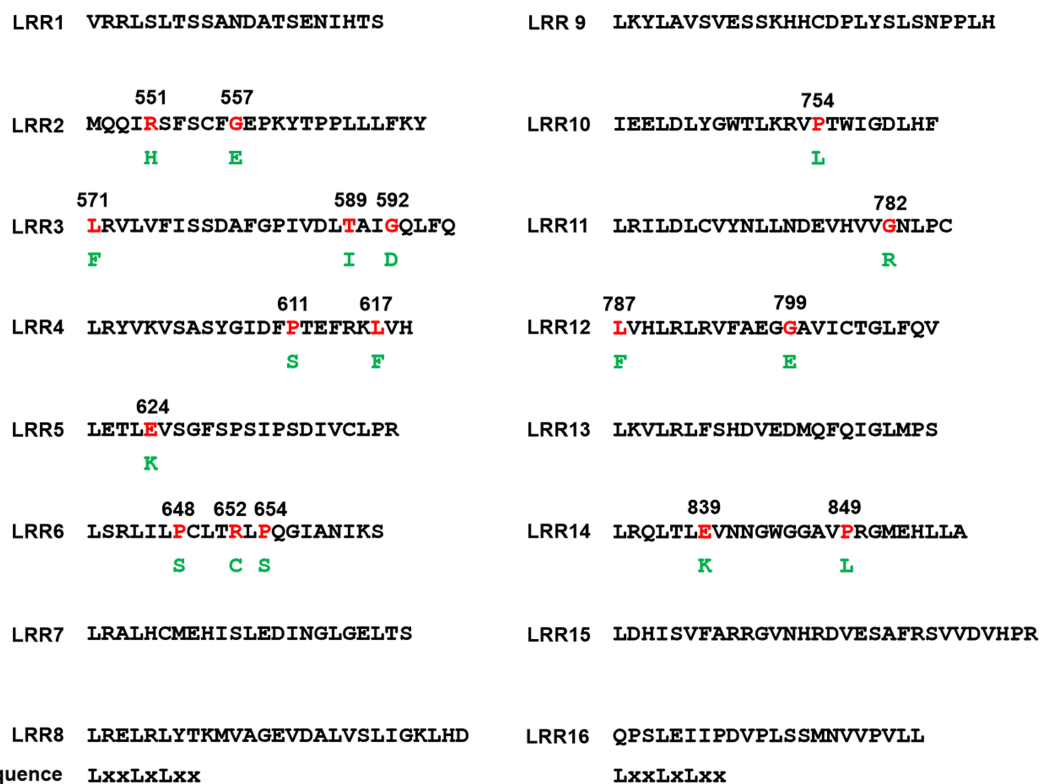 LRR1 VRRLSLTSSANDATSENIHTS
551 557
LRR2 MQQIRSFSCFGEPKYTPPLLLFKY
H E
571 589 592
LRR3 LRVLVFISSDAFGPIVDLTAIGQLFQ
F I D
611 617
LRR4 LRYVKVSASYGIDFPTEFRKLVH
S F
624
LRR5 LETLEVSGFSPSIPSDIVCLPR
K
648 652 654
LRR6 LSRLILPCLTRLPQGIANIKS
S C S
LRR7 LRALHCMEHISLEDINGLGELTS
LRR8 LRELRLYTKMVAGEVDALVSLIGKLHD
quence LxxLxLxx
LRR 9 LKYLAVSVESSKHHCDPLYSLSNPPLH
754
LRR10 IEELDLYGWTLKRVPTWIGDLHF
L
782
LRR11 LRILDLCVYNLLNDEVHVVGNLPC
R
787 799
LRR12 LVHLRLRVFAEGGAVICTGLFQV
F E
LRR13 LKVLRLFSHDVEDMQFQIGLMPS
839 849
LRR14 LRQLTLEVNNGWGGAVPRGMEHLLA
K L
LRR15 LDHISVFARRGVNHRDVESAFRSVVDVHPR
LRR16 QPSLEIIPDVPLSSMNVVPVLL
LxxLxLxx